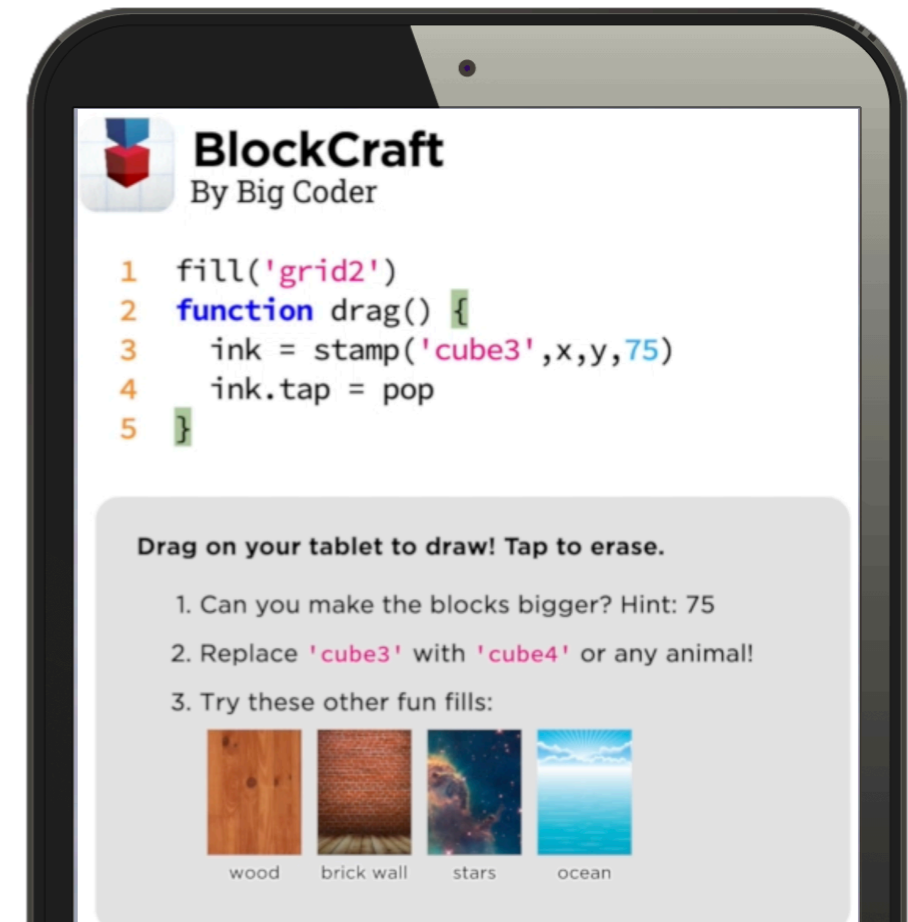 BlockCraft
By Big Coder
1 fill('grid2')
2 function drag() {
3   ink = stamp('cube3',x,y,75)
4   ink.tap = pop
5 }
Drag on your tablet to draw! Tap to erase.
1. Can you make the blocks bigger? Hint: 75
2. Replace 'cube3' with 'cube4' or any animal!
3. Try these other fun fills:
wood brick wall stars ocean